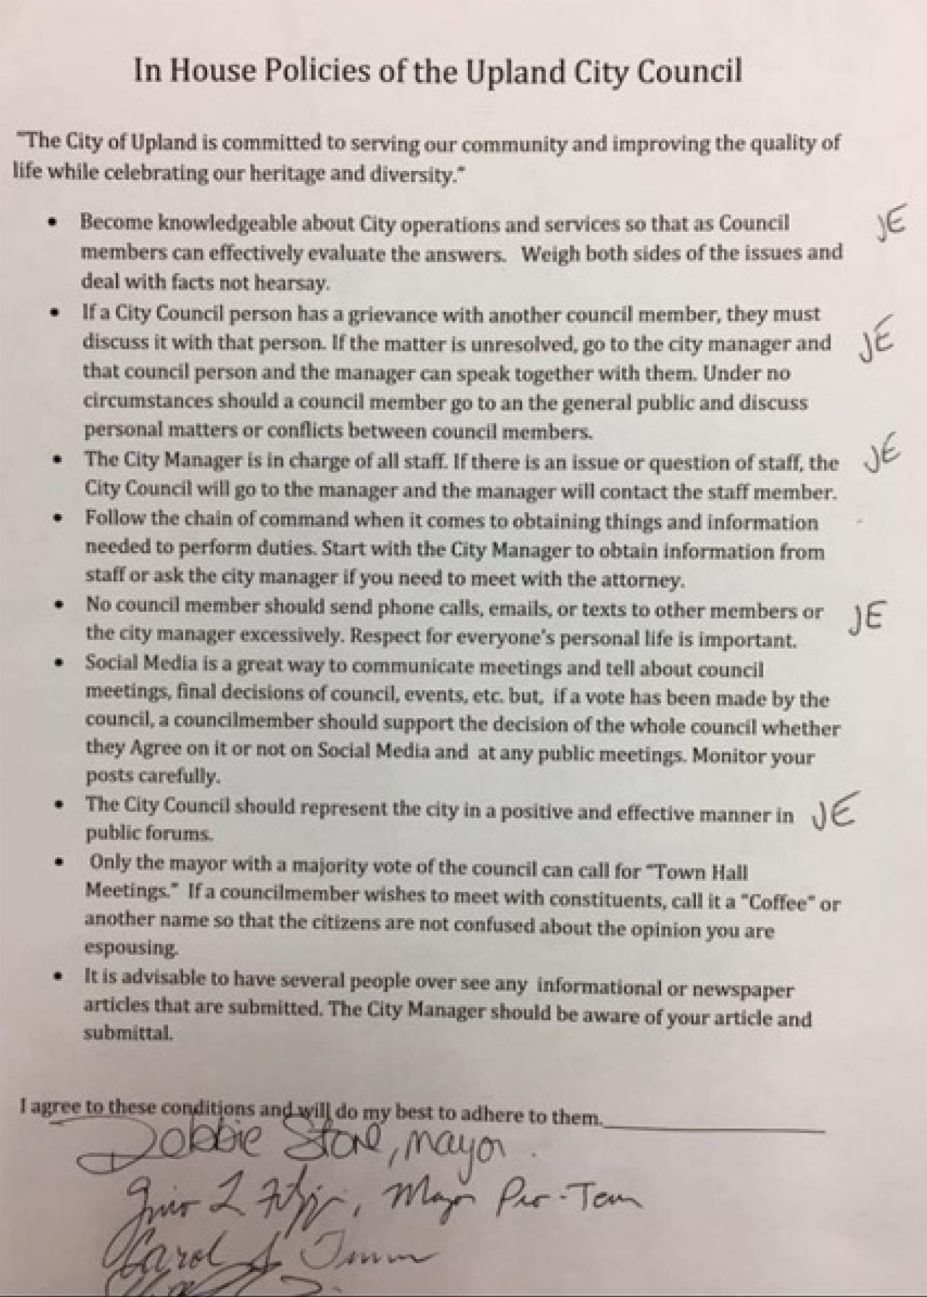 In House Policies of the Upland City Council
"The City of Upland is committed to serving our community and improving the quality of
life while celebrating our heritage and diversity."
• Become knowledgeable about City operations and services so that as Council JE
members can effectively evaluate the answers. Weigh both sides of the issues and
deal with facts not hearsay.
• If a City Council person has a grievance with another council member, they must
discuss it with that person. If the matter is unresolved, go to the city manager and JE
that council person and the manager can speak together with them. Under no
circumstances should a council member go to an the general public and discuss
personal matters or conflicts between council members.
• The City Manager is in charge of all staff. If there is an issue or question of staff, the JE
City Council will go to the manager and the manager will contact the staff member.
• Follow the chain of command when it comes to obtaining things and information
needed to perform duties. Start with the City Manager to obtain information from
staff or ask the city manager if you need to meet with the attorney.
• No council member should send phone calls, emails, or texts to other members or JE
the city manager excessively. Respect for everyone's personal life is important.
• Social Media is a great way to communicate meetings and tell about council
meetings, final decisions of council, events, etc. but, if a vote has been made by the
council, a councilmember should support the decision of the whole council whether
they Agree on it or not on Social Media and at any public meetings. Monitor your
posts carefully.
• The City Council should represent the city in a positive and effective manner in JE
public forums.
• Only the mayor with a majority vote of the council can call for "Town Hall
Meetings." If a councilmember wishes to meet with constituents, call it a "Coffee" or
another name so that the citizens are not confused about the opinion you are
espousing.
• It is advisable to have several people over see any informational or newspaper
articles that are submitted. The City Manager should be aware of your article and
submittal.
I agree to these conditions and will do my best to adhere to them.
Debbie Stone, Mayor
Gino L , Mayor Pro-Tem
Carol Timm